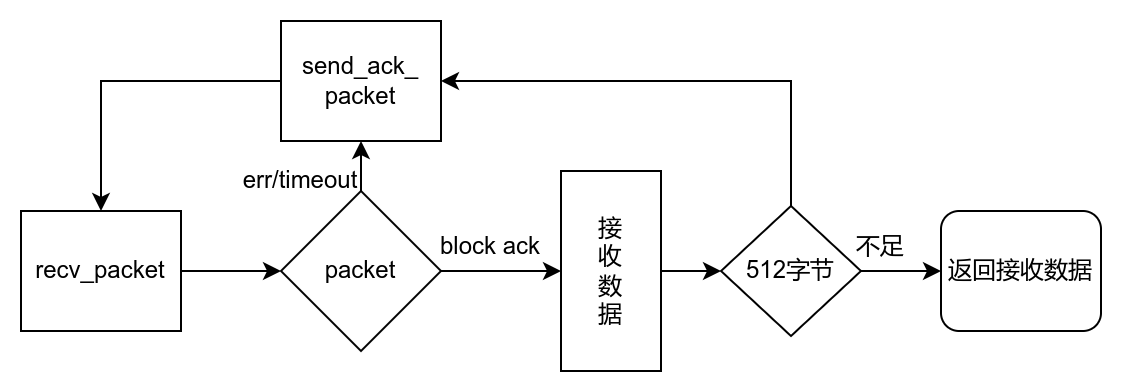 send_ack_
packet
err/timeout
recv_packet
packet
block ack
接
收
数
据
512字节
不足
返回接收数据